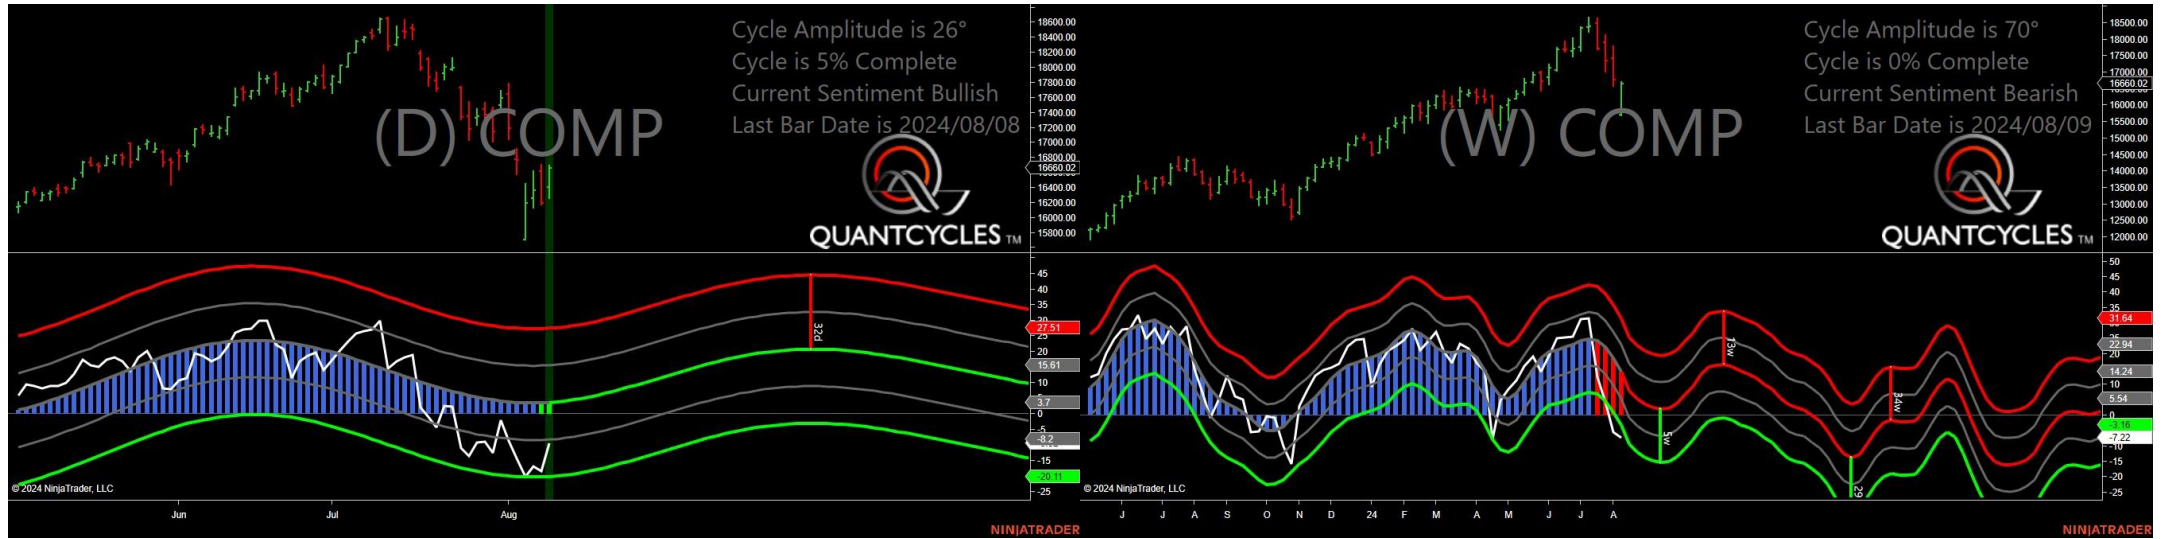 Cycle Amplitude is 26°
Cycle is 5% Complete
Current Sentiment Bullish
Last Bar Date is 2024/08/08
(D) COMP
QUANTCYCLES TM
18600.00
18400.00
18200.00
18000.00
17800.00
17600.00
17400.00
17200.00
17000.00
16800.00
16660.02
16400.00
16200.00
16000.00
15800.00
32d
45
40
35
30
27.51
25
20
15.61
10
5
3.7
0
-5
-8.2
-15
-20.11
-25
© 2024 NinjaTrader, LLC
Jun
Jul
Aug
NINJATRADER
Cycle Amplitude is 70°
Cycle is 0% Complete
Current Sentiment Bearish
Last Bar Date is 2024/08/09
(W) COMP
QUANTCYCLES TM
18500.00
18000.00
17500.00
17000.00
16660.02
16000.00
15500.00
15000.00
14500.00
14000.00
13500.00
13000.00
12500.00
12000.00
5w
13w
29
34w
50
45
40
35
31.64
22.94
20
14.24
10
5.54
0
-3.16
-7.22
-10
-15
-20
-25
© 2024 NinjaTrader, LLC
J
J
A
S
O
N
D
24
F
M
A
M
J
J
A
NINJATRADER